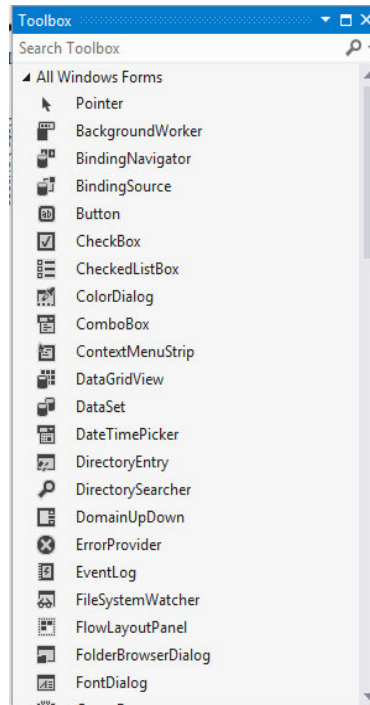 Toolbox
Search Toolbox
All Windows Forms
Pointer
BackgroundWorker
BindingNavigator
BindingSource
Button
CheckBox
CheckedListBox
ColorDialog
ComboBox
ContextMenuStrip
DataGridView
DataSet
DateTimePicker
DirectoryEntry
DirectorySearcher
DomainUpDown
ErrorProvider
EventLog
FileSystemWatcher
FlowLayoutPanel
FolderBrowserDialog
FontDialog